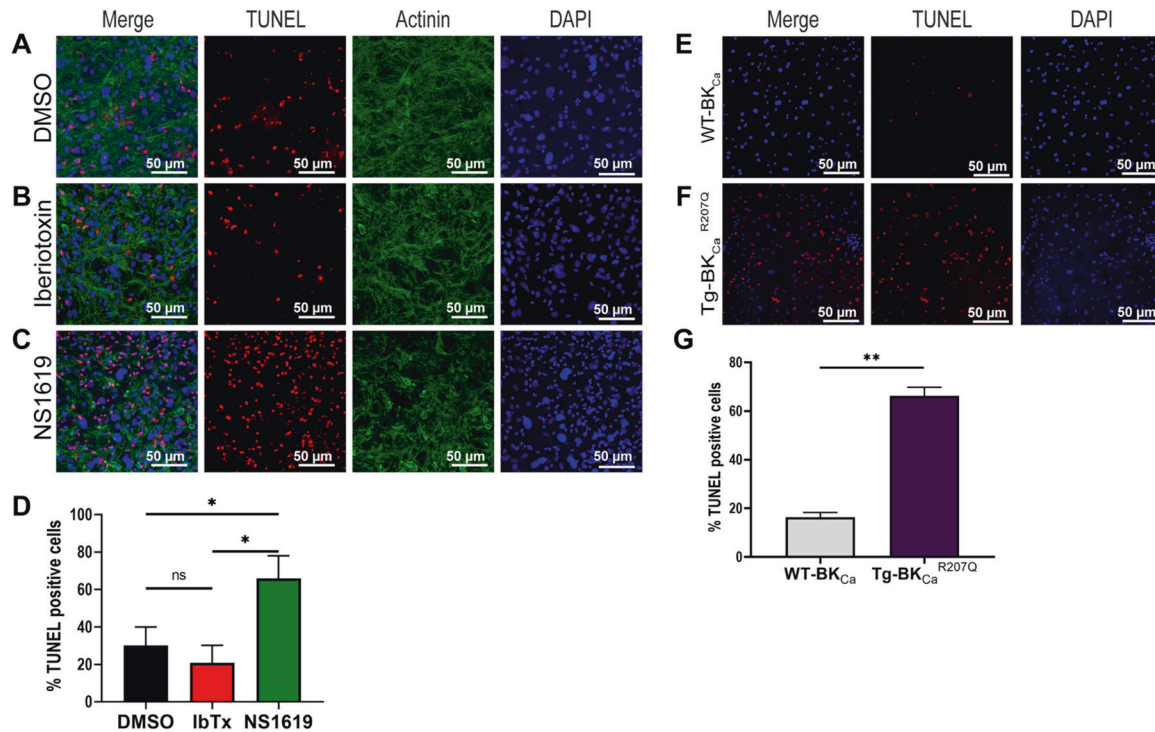 Merge TUNEL Actinin DAPI
A
DMSO
50 µm 50 µm 50 µm 50 µm
B
Iberiotoxin
50 µm 50 µm 50 µm 50 µm
C
NS1619
50 µm 50 µm 50 µm 50 µm
D
% TUNEL positive cells
100
80
60
40
20
0
*
*
ns
DMSO IbTx NS1619
Merge TUNEL DAPI
E
WT-BKCa
50 µm 50 µm 50 µm
F
Tg-BKCa R207Q
50 µm 50 µm 50 µm
G
% TUNEL positive cells
80
60
40
20
0
**
WT-BKCa Tg-BKCa R207Q